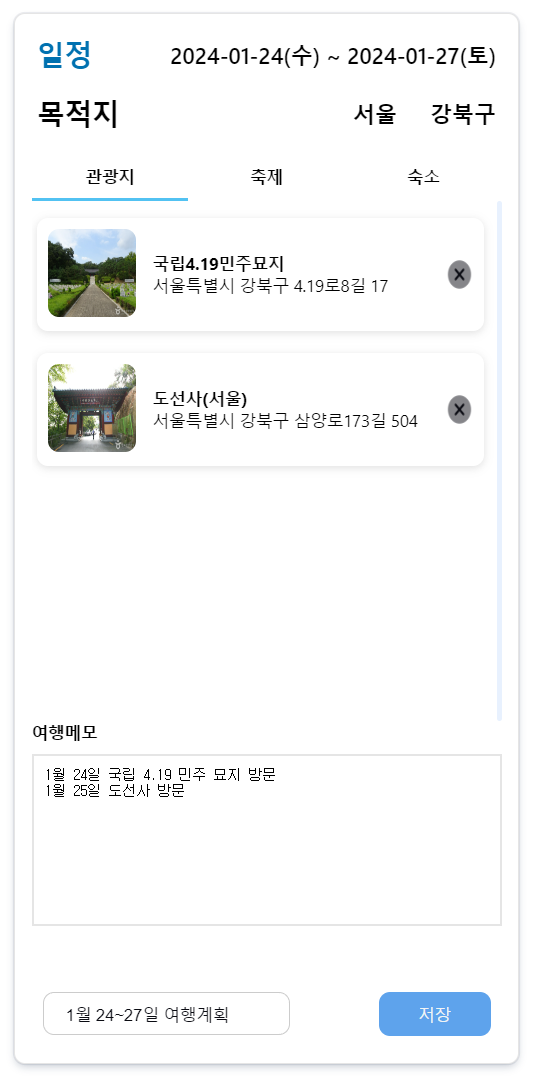 일정 2024-01-24(수) ~ 2024-01-27(토)
목적지 서울 강북구
관광지 축제 숙소
국립4.19민주묘지
서울특별시 강북구 4.19로8길 17
X
도선사(서울)
서울특별시 강북구 삼양로173길 504
X
여행메모
1월 24일 국립 4.19 민주 묘지 방문
1월 25일 도선사 방문
1월 24~27일 여행계획 저장